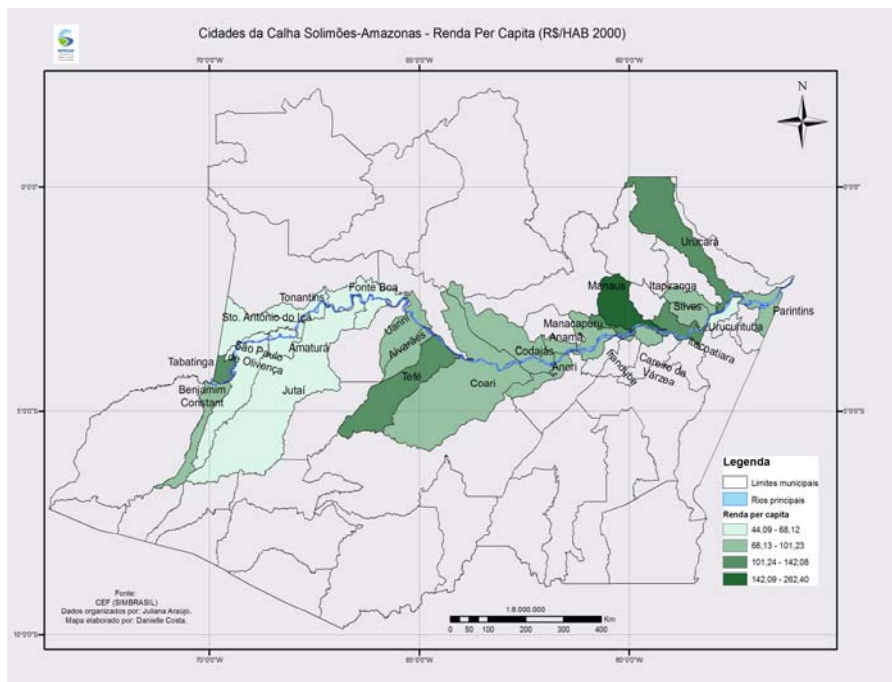 Cidades da Calha Solimões-Amazonas - Renda Per Capita (R$/HAB 2000)
70°0'0"W
65°0'0"W
60°0'0"W
N
0°0'0"
0°0'0"
Urucará
Fonte Boa
Manaus
Itapiranga
Tonantins
Silves
Parintins
Sto. Antônio do Içá
Uarini
Manacapuru
Urucurituba
Anamã
Itacoatiara
Alvarães
Codajás
São Paulo de Olivença
Amaturá
Tabatinga
Anori
Iranduba
Careiro da Várzea
Tefé
Coari
Benjamim Constant
Jutaí
5°0'0"S
5°0'0"S
Legenda
Limites municipais
Rios principais
Renda per capita
44,09 - 68,12
68,13 - 101,23
101,24 - 142,08
142,09 - 262,40
Fonte:
CEF (SIMBRASIL)
Dados organizados por: Juliana Araújo.
Mapa elaborado por: Danielle Costa.
1:6.000.000
Km
0 50 100 200 300 400
10°0'0"S
10°0'0"S
70°0'0"W
65°0'0"W
60°0'0"W